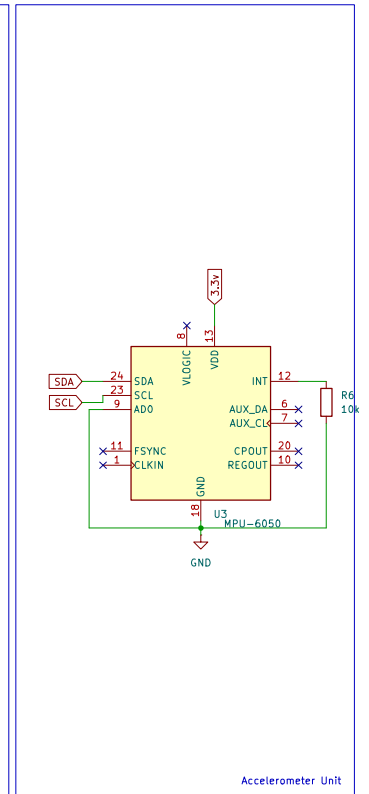 3.3v
8
13
VLOGIC
VDD
SDA
24
SDA
INT
12
SCL
23
SCL
R6
9
AD0
AUX_DA
6
10k
AUX_CL
7
11
FSYNC
CPOUT
20
1
CLKIN
REGOUT
10
GND
18
U3
MPU-6050
GND
Accelerometer Unit